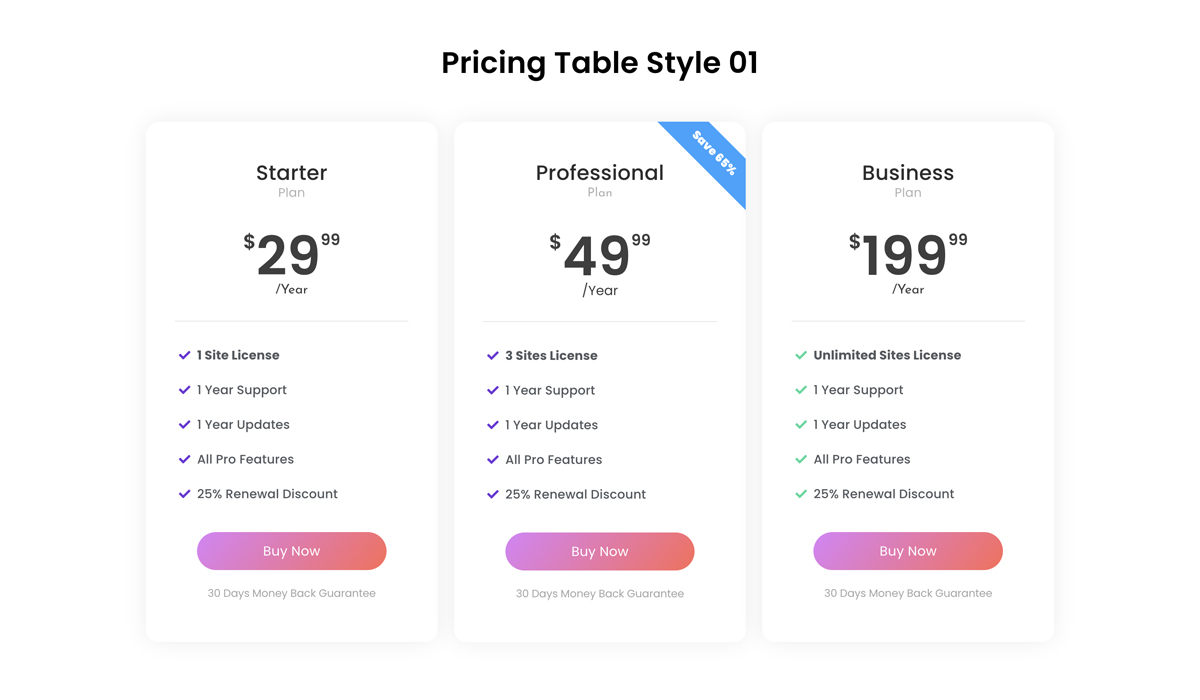 Pricing Table Style 01
Starter
Plan
$29.99
/Year
1 Site License
1 Year Support
1 Year Updates
All Pro Features
25% Renewal Discount
Buy Now
30 Days Money Back Guarantee
Save 65%
Professional
Plan
$49.99
/Year
3 Sites License
1 Year Support
1 Year Updates
All Pro Features
25% Renewal Discount
Buy Now
30 Days Money Back Guarantee
Business
Plan
$199.99
/Year
Unlimited Sites License
1 Year Support
1 Year Updates
All Pro Features
25% Renewal Discount
Buy Now
30 Days Money Back Guarantee